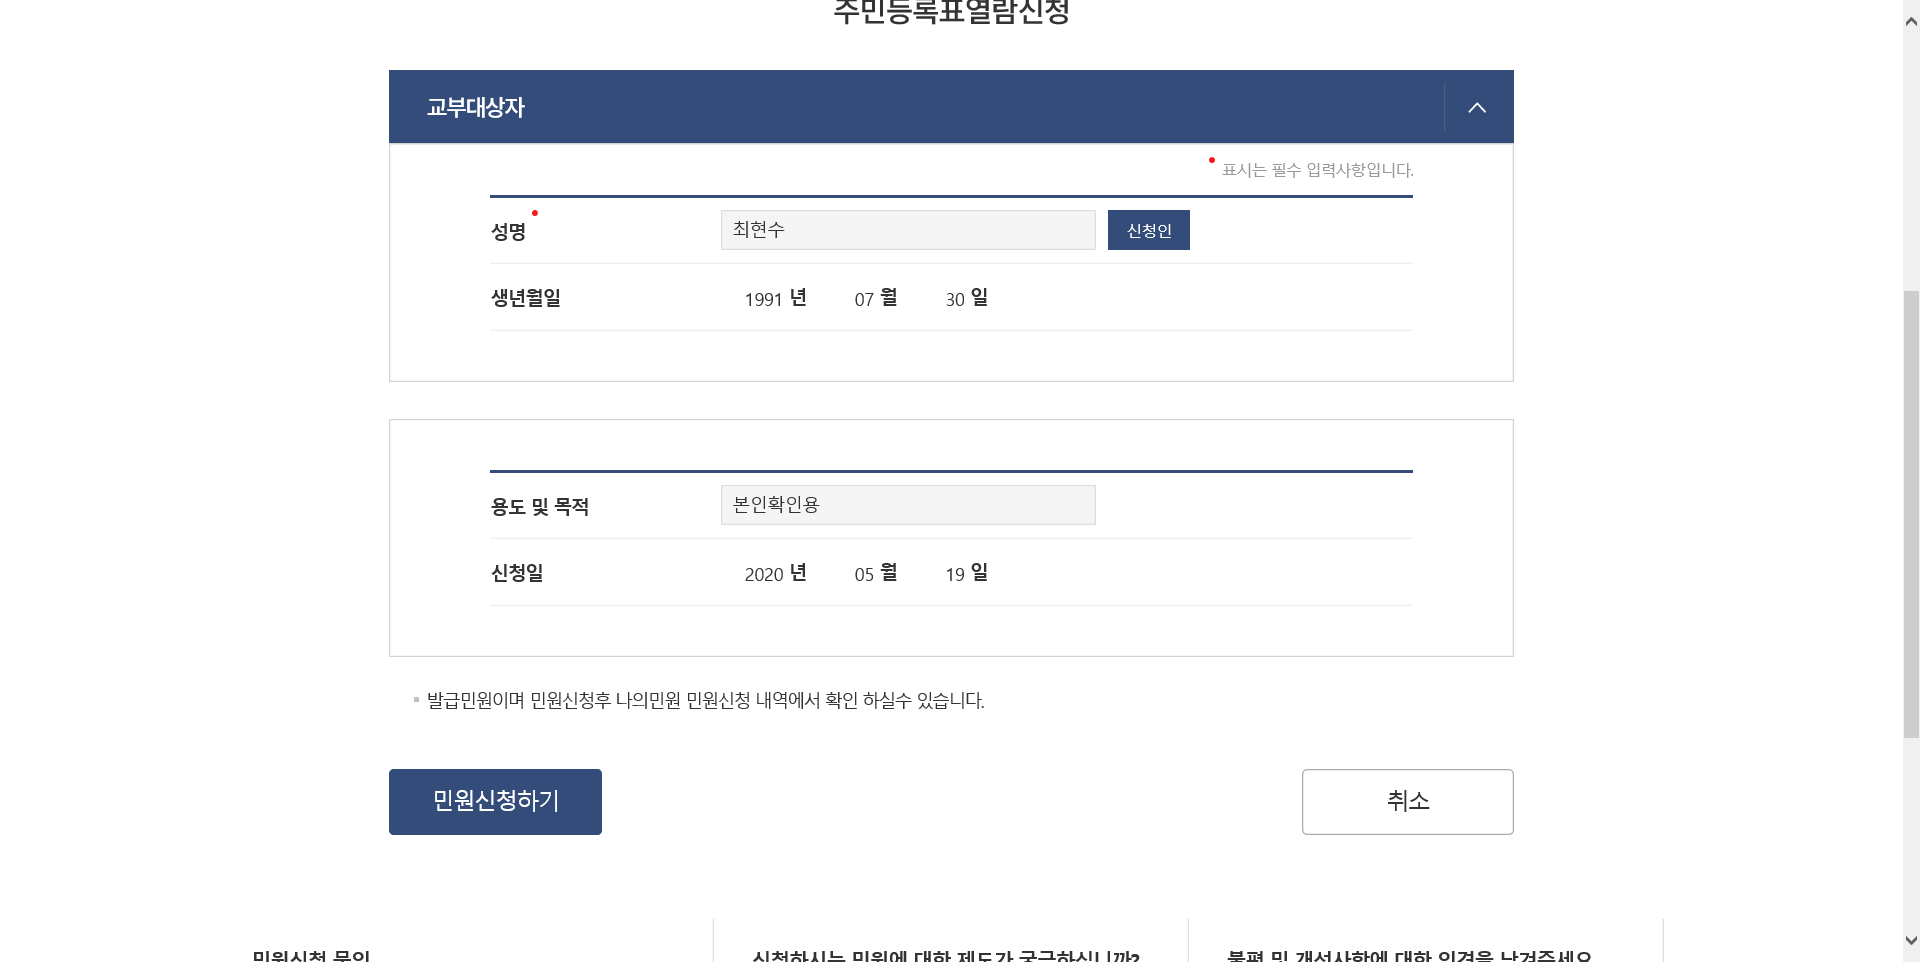 주민등록표열람신청
교부대상자
표시는 필수 입력사항입니다.
성명 최현수 신청인
생년월일 1991 년 07 월 30 일
용도 및 목적 본인확인용
신청일 2020 년 05 월 19 일
발급민원이며 민원신청후 나의민원 민원신청 내역에서 확인 하실수 있습니다.
민원신청하기 취소
민원신청 문의 신청하시는 민원에 대한 제도가 궁금하십니까? 불편 및 개선사항에 대한 의견을 남겨주세요